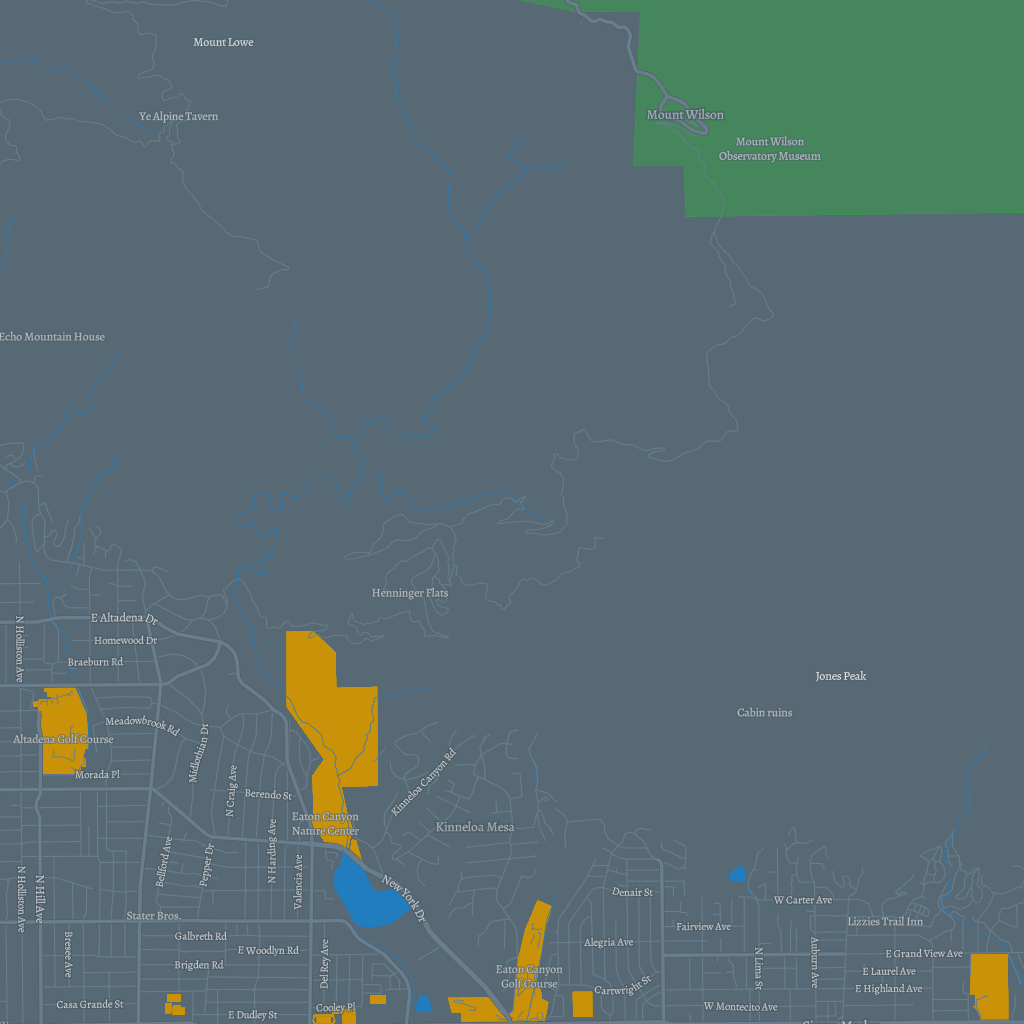 Mount Lowe
Ye Alpine Tavern
Mount Wilson
Mount Wilson
Observatory Museum
Echo Mountain House
Henninger Flats
E Altadena Dr
N Holliston Ave
Homewood Dr
Braeburn Rd
Jones Peak
Cabin ruins
Meadowbrook Rd
Altadena Golf Course
Midlothian Dr
Morada Pl
N Craig Ave
Berendo St
Kinneloa Canyon Rd
Eaton Canyon
Nature Center
Kinneloa Mesa
N Harding Ave
Bellford Ave
Pepper Dr
Valencia Ave
N Holliston Ave
N Hill Ave
New York Dr
Denair St
W Carter Ave
Stater Bros.
Lizzies Trail Inn
Fairview Ave
Galbreth Rd
E Woodlyn Rd
Alegria Ave
Bresee Ave
Del Rey Ave
N Lima St
Auburn Ave
E Grand View Ave
Brigden Rd
Eaton Canyon
Golf Course
E Laurel Ave
Cartwright St
E Highland Ave
Casa Grande St
Cooley Pl
W Montecito Ave
E Dudley St